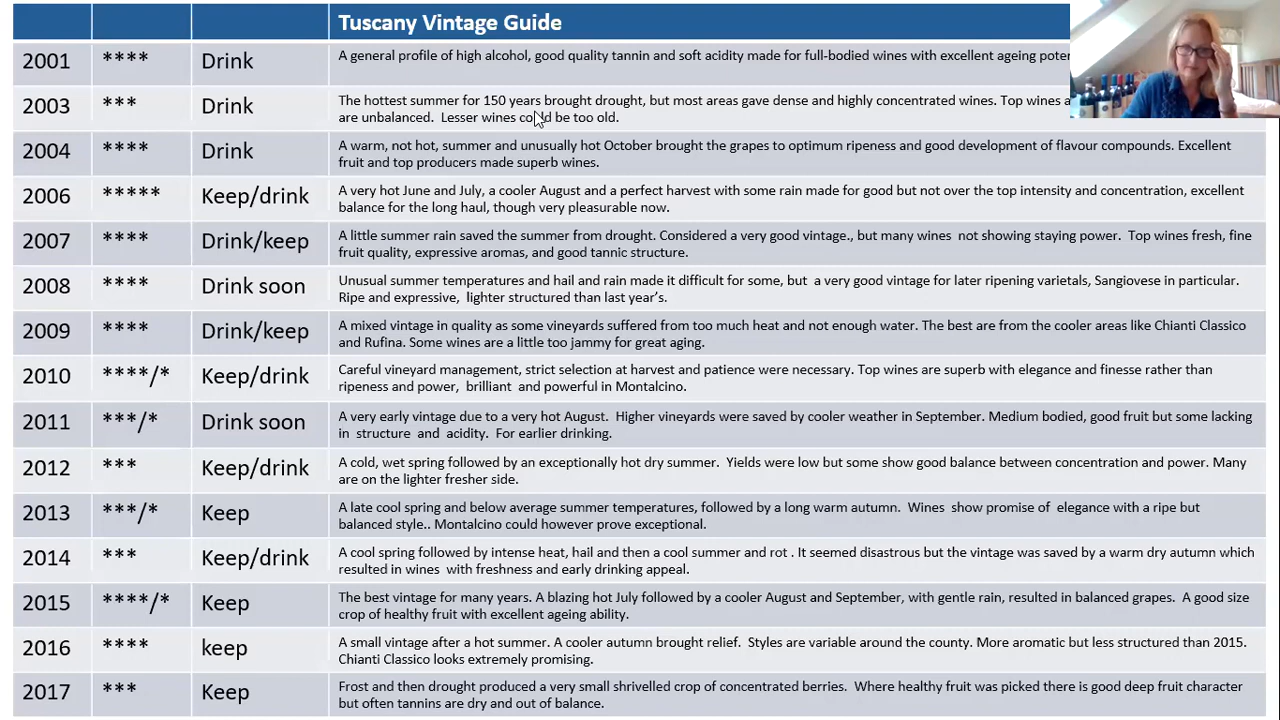 Tuscany Vintage Guide
2001 **** Drink A general profile of high alcohol, good quality tannin and soft acidity made for full-bodied wines with excellent ageing
2003 *** Drink The hottest summer for 150 years brought drought, but most areas gave dense and highly concentrated wines. Top wines
are unbalanced. Lesser wines could be too old.
2004 **** Drink A warm, not hot, summer and unusually hot October brought the grapes to optimum ripeness and good development of flavour compounds. Excellent
fruit and top producers made superb wines.
2006 ***** Keep/drink A very hot June and July, a cooler August and a perfect harvest with some rain made for good but not over the top intensity and concentration, excellent
balance for the long haul, though very pleasurable now.
2007 **** Drink/keep A little summer rain saved the summer from drought. Considered a very good vintage., but many wines not showing staying power. Top wines fresh, fine
fruit quality, expressive aromas, and good tannic structure.
2008 **** Drink soon Unusual summer temperatures and hail and rain made it difficult for some, but a very good vintage for later ripening varietals, Sangiovese in particular.
Ripe and expressive, lighter structured than last year's.
2009 **** Drink/keep A mixed vintage in quality as some vineyards suffered from too much heat and not enough water. The best are from the cooler areas like Chianti Classico
and Rufina. Some wines are a little too jammy for great aging.
2010 ****/* Keep/drink Careful vineyard management, strict selection at harvest and patience were necessary. Top wines are superb with elegance and finesse rather than
ripeness and power, brilliant and powerful in Montalcino.
2011 ***/* Drink soon A very early vintage due to a very hot August. Higher vineyards were saved by cooler weather in September. Medium bodied, good fruit but some lacking
in structure and acidity. For earlier drinking.
2012 *** Keep/drink A cold, wet spring followed by an exceptionally hot dry summer. Yields were low but some show good balance between concentration and power. Many
are on the lighter fresher side.
2013 ***/* Keep A late cool spring and below average summer temperatures, followed by a long warm autumn. Wines show promise of elegance with a ripe but
balanced style.. Montalcino could however prove exceptional.
2014 *** Keep/drink A cool spring followed by intense heat, hail and then a cool summer and rot . It seemed disastrous but the vintage was saved by a warm dry autumn which
resulted in wines with freshness and early drinking appeal.
2015 ****/* Keep The best vintage for many years. A blazing hot July followed by a cooler August and September, with gentle rain, resulted in balanced grapes. A good size
crop of healthy fruit with excellent ageing ability.
2016 **** keep A small vintage after a hot summer. A cooler autumn brought relief. Styles are variable around the county. More aromatic but less structured than 2015.
Chianti Classico looks extremely promising.
2017 *** Keep Frost and then drought produced a very small shrivelled crop of concentrated berries. Where healthy fruit was picked there is good deep fruit character
but often tannins are dry and out of balance.